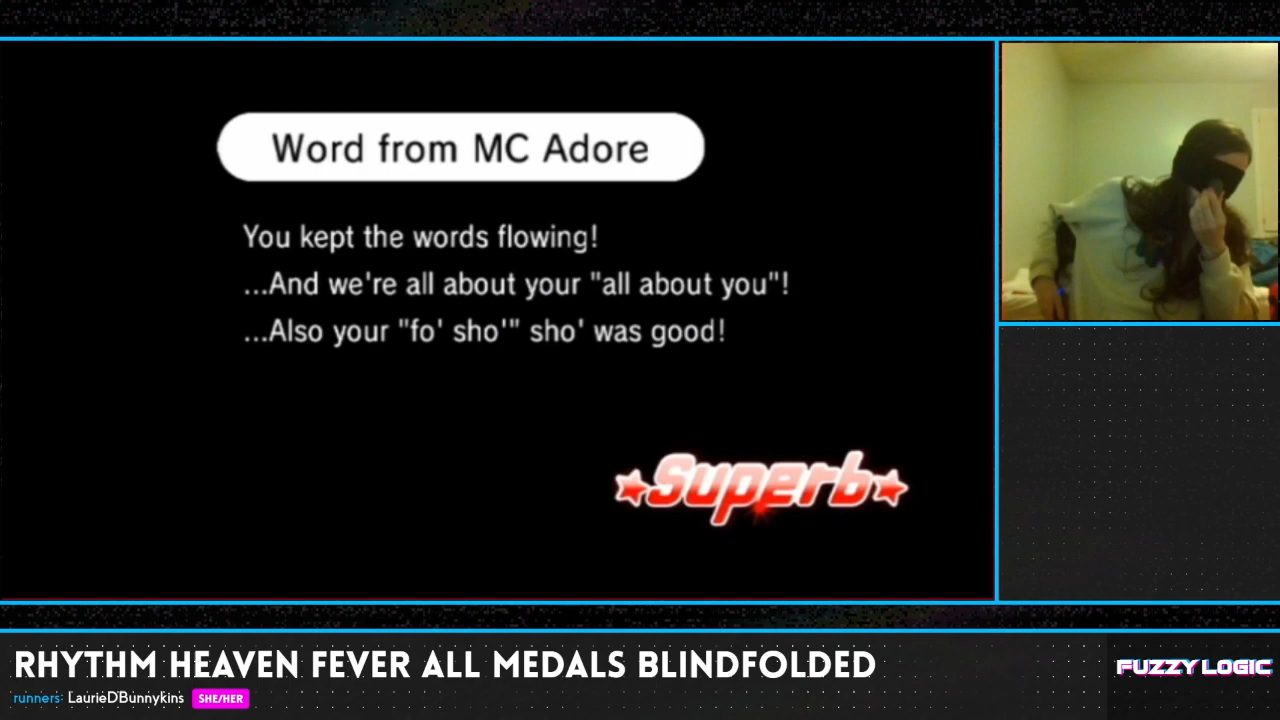 Word from MC Adore
You kept the words flowing!
...And we're all about your "all about you"!
...Also your "fo' sho'" sho' was good!
Superb
RHYTHM HEAVEN FEVER ALL MEDALS BLINDFOLDED
runners: LaurieDBunnykins SHE/HER
FUZZY LOGIC